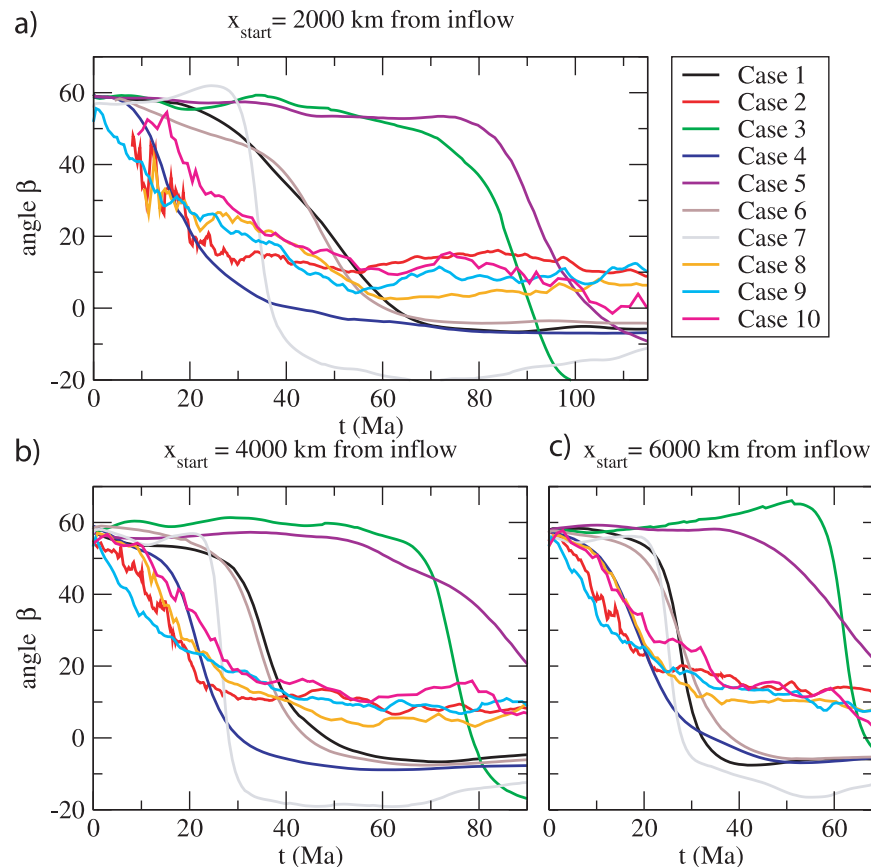 a)
x_start = 2000 km from inflow
60
40
20
0
-20
angle β
0 20 40 60 80 100
t (Ma)
Case 1
Case 2
Case 3
Case 4
Case 5
Case 6
Case 7
Case 8
Case 9
Case 10
b)
x_start = 4000 km from inflow
60
40
20
0
-20
angle β
0 20 40 60 80
t (Ma)
c)
x_start = 6000 km from inflow
0 20 40 60
t (Ma)